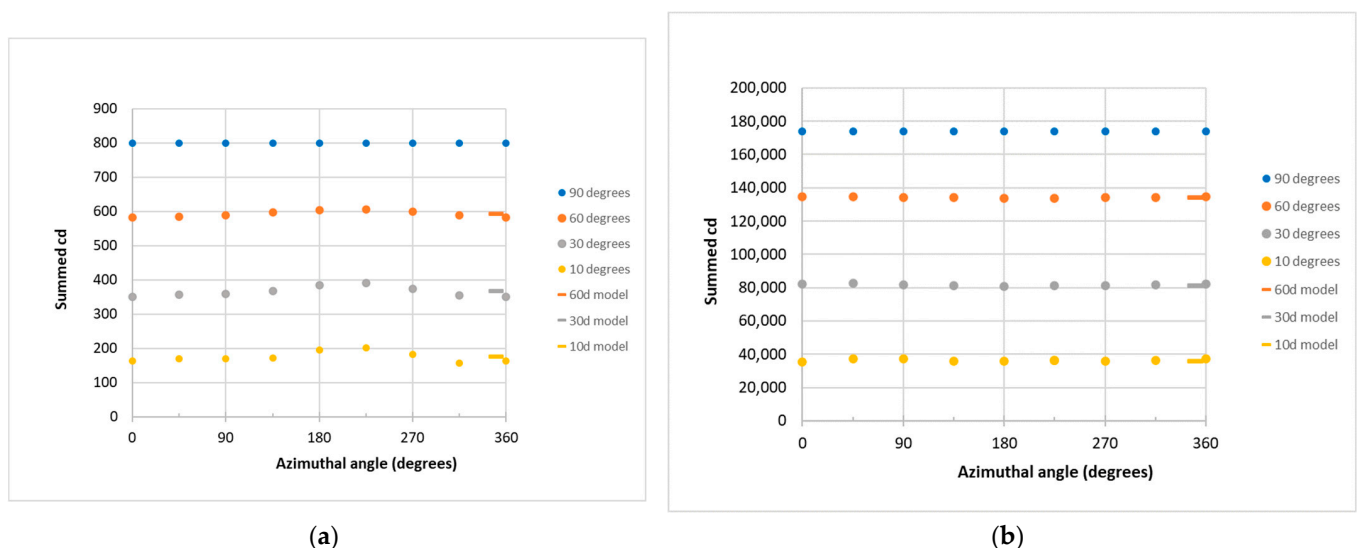 900
800
700
600
500
400
300
200
100
0
0 90 180 270 360
Summed cd
Azimuthal angle (degrees)
90 degrees
60 degrees
30 degrees
10 degrees
60d model
30d model
10d model
(a)
200,000
180,000
160,000
140,000
120,000
100,000
80,000
60,000
40,000
20,000
0
0 90 180 270 360
Summed cd
Azimuthal angle (degrees)
90 degrees
60 degrees
30 degrees
10 degrees
60d model
30d model
10d model
(b)